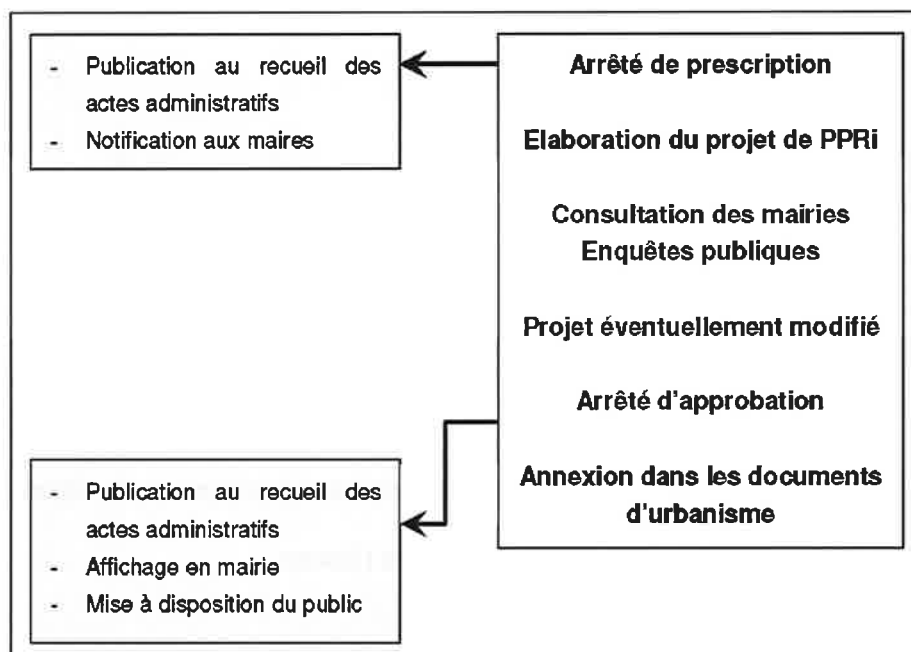 - Publication au recueil des
actes administratifs
- Notification aux maires
Arrêté de prescription
Elaboration du projet de PPRi
Consultation des mairies
Enquêtes publiques
Projet éventuellement modifié
Arrêté d'approbation
Annexion dans les documents
d'urbanisme
- Publication au recueil des
actes administratifs
- Affichage en mairie
- Mise à disposition du public